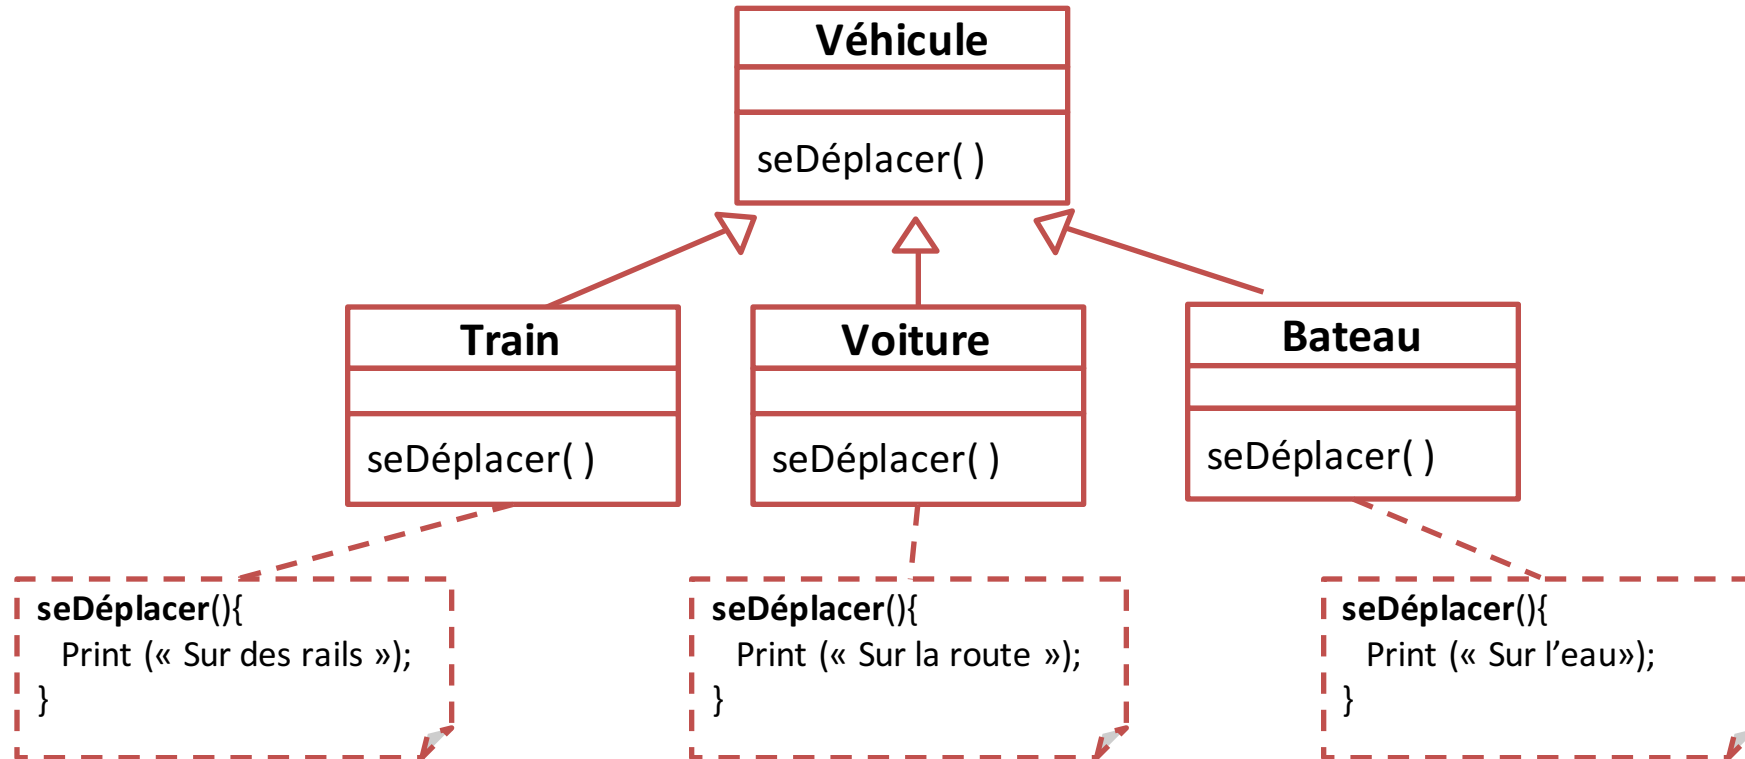 Véhicule
seDéplacer( )
Train
seDéplacer( )
Voiture
seDéplacer( )
Bateau
seDéplacer( )
seDéplacer(){
Print (« Sur des rails »);
}
seDéplacer(){
Print (« Sur la route »);
}
seDéplacer(){
Print (« Sur l’eau»);
}